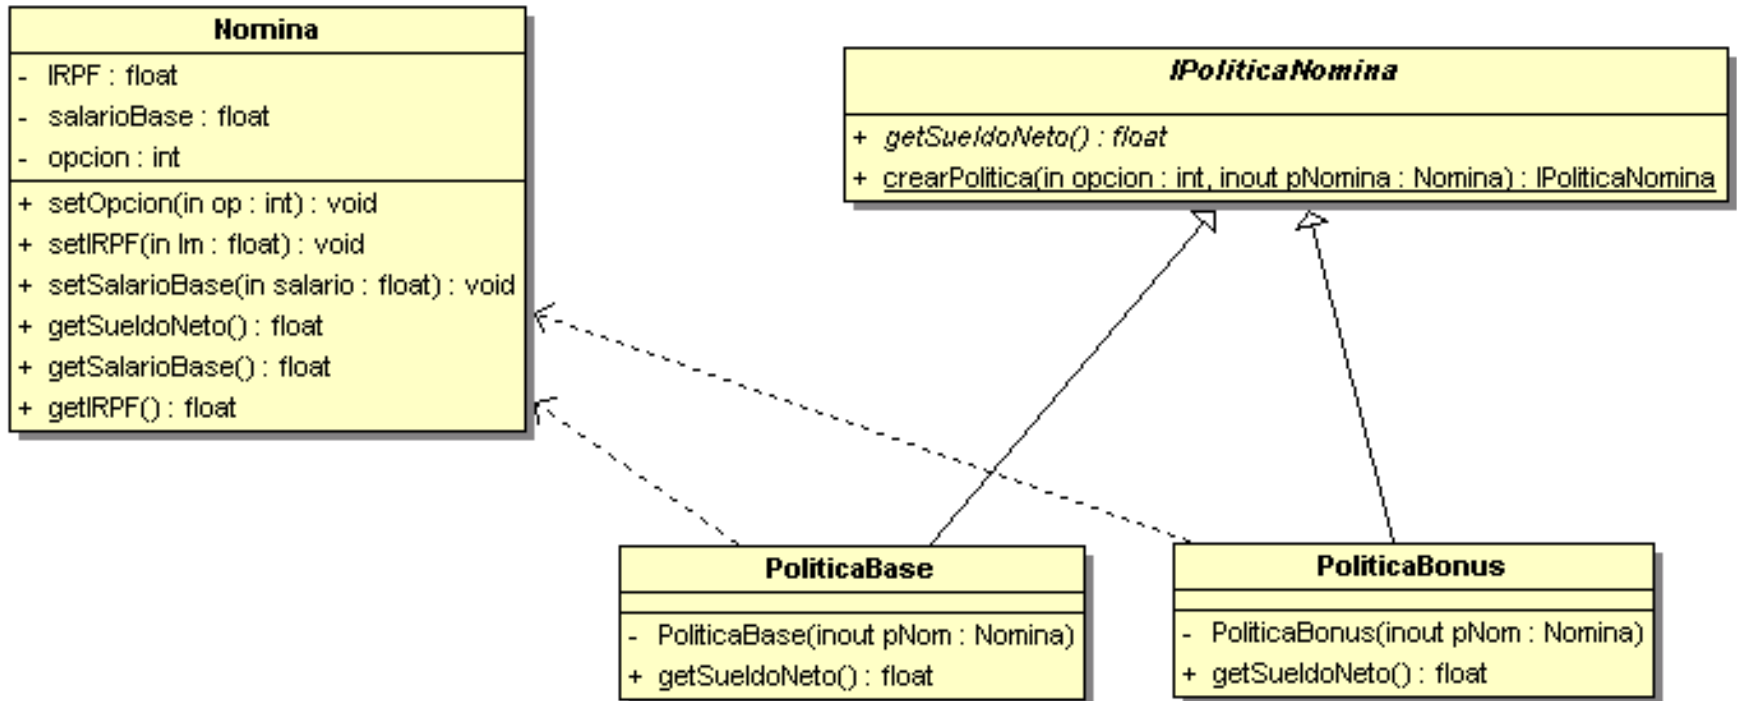 Nomina
- IRPF : float
- salarioBase : float
- opcion : int
+ setOpcion(in op : int) : void
+ setIRPF(in Im : float) : void
+ setSalarioBase(in salario : float) : void
+ getSueldoNeto() : float
+ getSalarioBase() : float
+ getIRPF() : float
IPoliticaNomina
+ getSueldoNeto() : float
+ crearPolitica(in opcion : int, inout pNomina : Nomina) : IPoliticaNomina
PoliticaBase
- PoliticaBase(inout pNom : Nomina)
+ getSueldoNeto() : float
PoliticaBonus
- PoliticaBonus(inout pNom : Nomina)
+ getSueldoNeto() : float